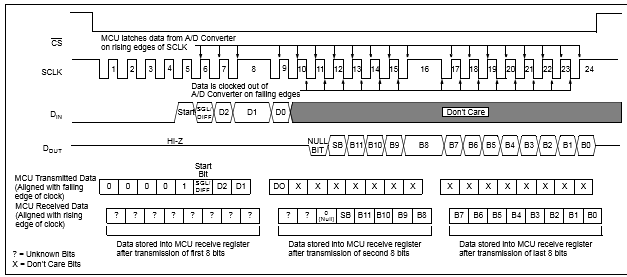 CS
MCU latches data from A/D Converter
on rising edges of SCLK
SCLK
1 2 3 4 5 6 7 8 9 10 11 12 13 14 15 16 17 18 19 20 21 22 23 24
Data is clocked out of
A/D Converter on falling edges
DIN
Start SGL/DIFF D2 D1 D0 Don't Care
HI-Z
DOUT
NULL BIT SB B11 B10 B9 B8 B7 B6 B5 B4 B3 B2 B1 B0
Start
Bit
MCU Transmitted Data
(Aligned with falling
edge of clock)
0 0 0 0 1 SGL/DIFF D2 D1 DO X X X X X X X X X X X X X X X
MCU Received Data
(Aligned with rising
edge of clock)
? ? ? ? ? ? ? ? ? ? 0 [Null] SB B11 B10 B9 B8 B7 B6 B5 B4 B3 B2 B1 B0
Data stored into MCU receive register
after transmission of first 8 bits
Data stored into MCU receive register
after transmission of second 8 bits
Data stored into MCU receive register
after transmission of last 8 bits
? = Unknown Bits
X = Don't Care Bits